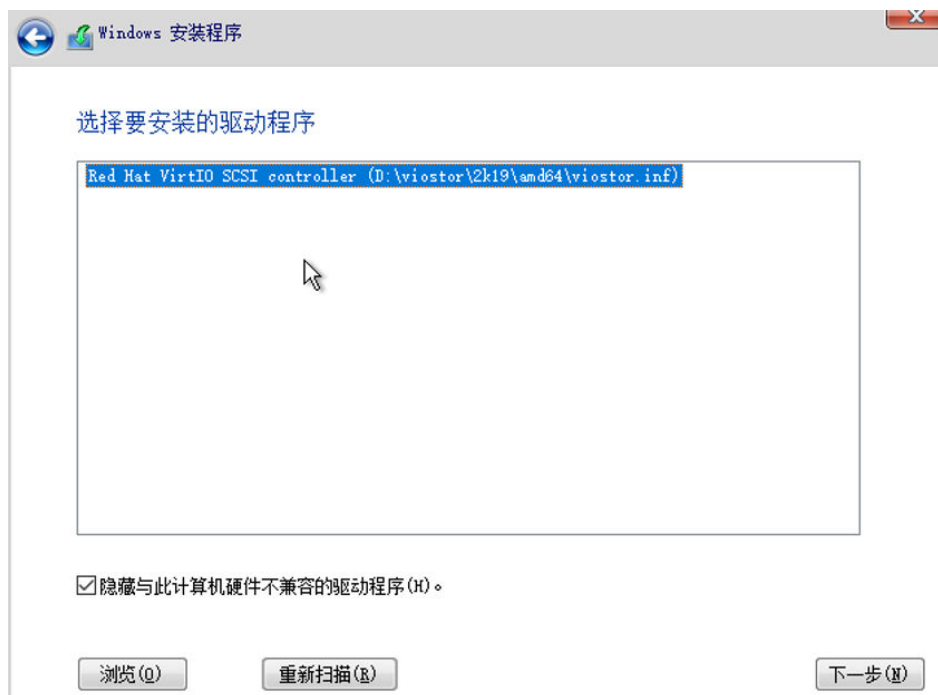 Windows 安装程序
选择要安装的驱动程序
Red Hat VirtIO SCSI controller (D:\viostor\2k19\amd64\viostor.inf)
隐藏与此计算机硬件不兼容的驱动程序(H)。
浏览(O)
重新扫描(R)
下一步(N)